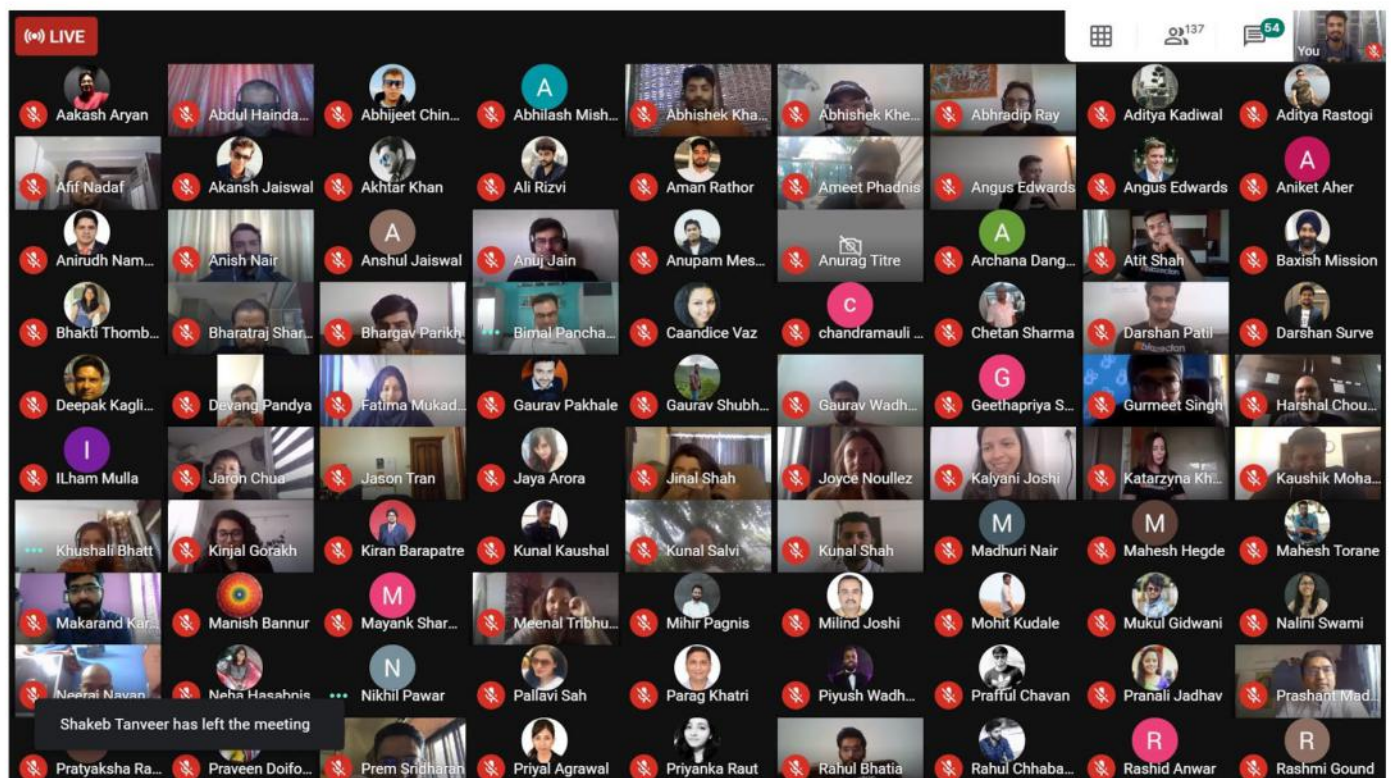 LIVE
137
54
You
Aakash Aryan
Abdul Hainda...
Abhijeet Chin...
A
Abhilash Mish...
Abhishek Kha...
Abhishek Khe...
Abhradip Ray
Aditya Kadiwal
Aditya Rastogi
Afif Nadaf
Akansh Jaiswal
Akhtar Khan
Ali Rizvi
Aman Rathor
Ameet Phadnis
Angus Edwards
Angus Edwards
A
Aniket Aher
Anirudh Nam...
Anish Nair
A
Anshul Jaiswal
Anuj Jain
Anupam Mes...
Anurag Titre
A
Archana Dang...
Atit Shah
Baxish Mission
Bhakti Thomb...
Bharatraj Shar...
Bhargav Parikh
Bimal Pancha...
Caandice Vaz
c
chandramauli ...
Chetan Sharma
Darshan Patil
Darshan Surve
Deepak Kagli...
Devang Pandya
Fatima Mukad...
Gaurav Pakhale
Gaurav Shubh...
Gaurav Wadh...
G
Geethapriya S...
Gurmeet Singh
Harshal Chou...
I
ILham Mulla
Jaron Chua
Jason Tran
Jaya Arora
Jinal Shah
Joyce Noullez
Kalyani Joshi
Katarzyna Kh...
Kaushik Moha...
Khushali Bhatt
Kinjal Gorakh
Kiran Barapatre
Kunal Kaushal
Kunal Salvi
Kunal Shah
M
Madhuri Nair
M
Mahesh Hegde
Mahesh Torane
Makarand Kar...
Manish Bannur
M
Mayank Shar...
Meenal Tribhu...
Mihir Pagnis
Milind Joshi
Mohit Kudale
Mukul Gidwani
Nalini Swami
Neeraj Nayan
Neha Hasabnis
N
Nikhil Pawar
Pallavi Sah
Parag Khatri
Piyush Wadh...
Prafful Chavan
Pranali Jadhav
Prashant Mad...
Shakeb Tanveer has left the meeting
Pratyaksha Ra...
Praveen Doifo...
Prem Sridharan
Priyal Agrawal
Priyanka Raut
Rahul Bhatia
Rahul Chhaba...
R
Rashid Anwar
R
Rashmi Gound